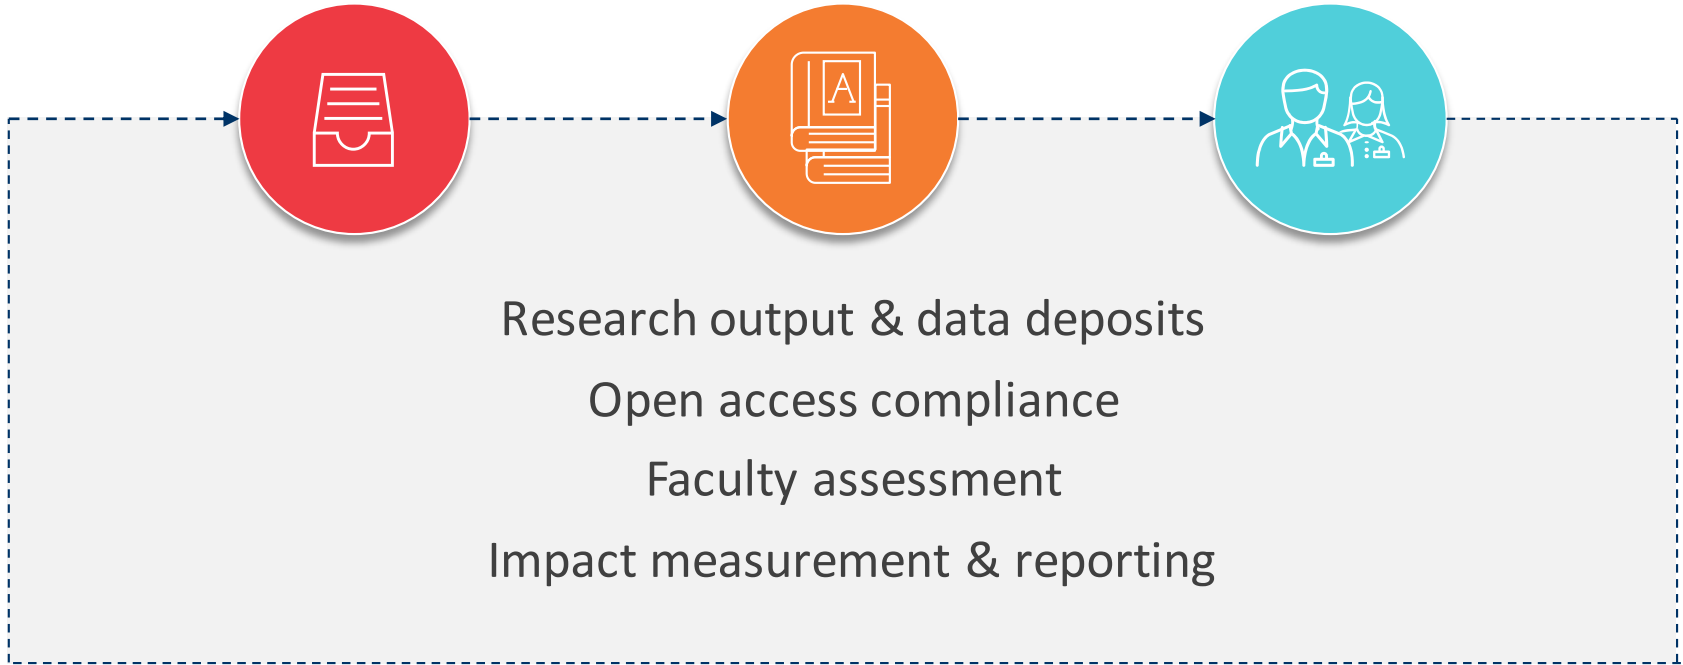 A
Research output & data deposits
Open access compliance
Faculty assessment
Impact measurement & reporting